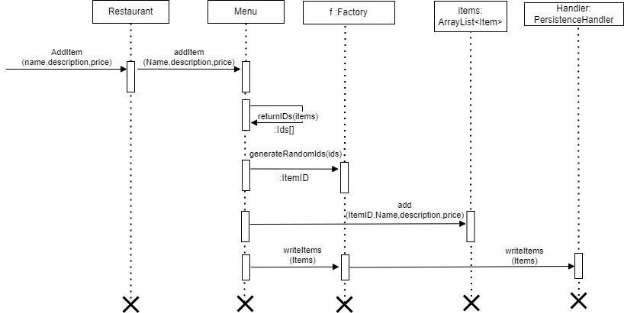 Restaurant
Menu
f :Factory
items:
ArrayList<Item>
Handler:
PersistenceHandler
AddItem
(name,description,price)
addItem
(Name,description,price)
returnIDs(items)
:Ids[]
generateRandomIds(ids)
:ItemID
add
(ItemID,Name,description,price)
writeItems
(Items)
writeItems
(Items)